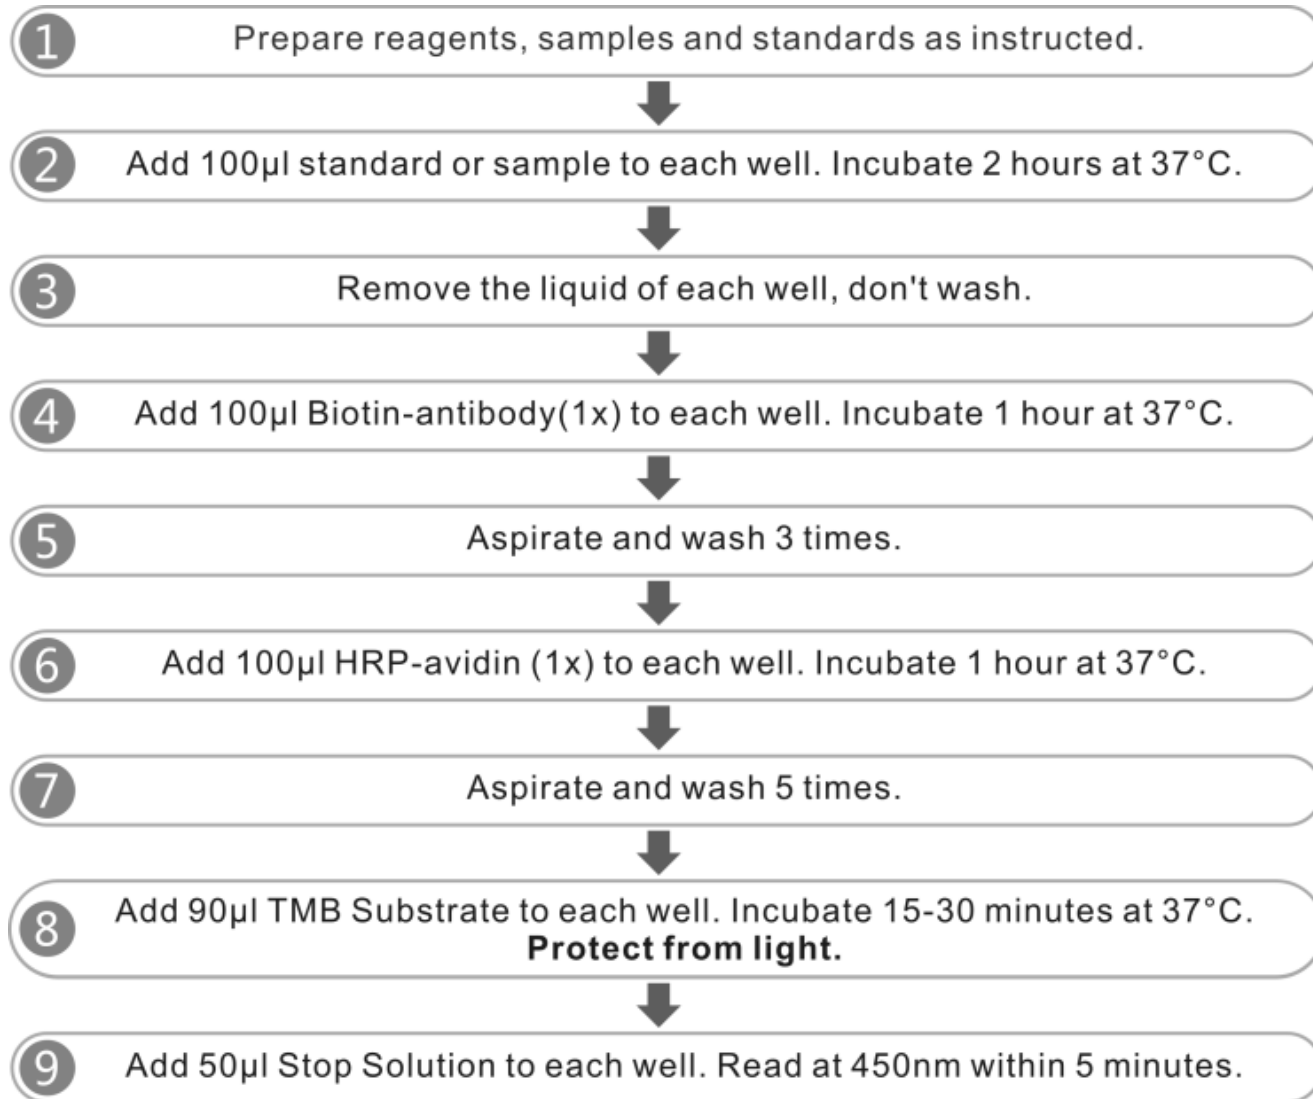 1 Prepare reagents, samples and standards as instructed.
2 Add 100µl standard or sample to each well. Incubate 2 hours at 37°C.
3 Remove the liquid of each well, don't wash.
4 Add 100µl Biotin-antibody(1x) to each well. Incubate 1 hour at 37°C.
5 Aspirate and wash 3 times.
6 Add 100µl HRP-avidin (1x) to each well. Incubate 1 hour at 37°C.
7 Aspirate and wash 5 times.
8 Add 90µl TMB Substrate to each well. Incubate 15-30 minutes at 37°C.
Protect from light.
9 Add 50µl Stop Solution to each well. Read at 450nm within 5 minutes.